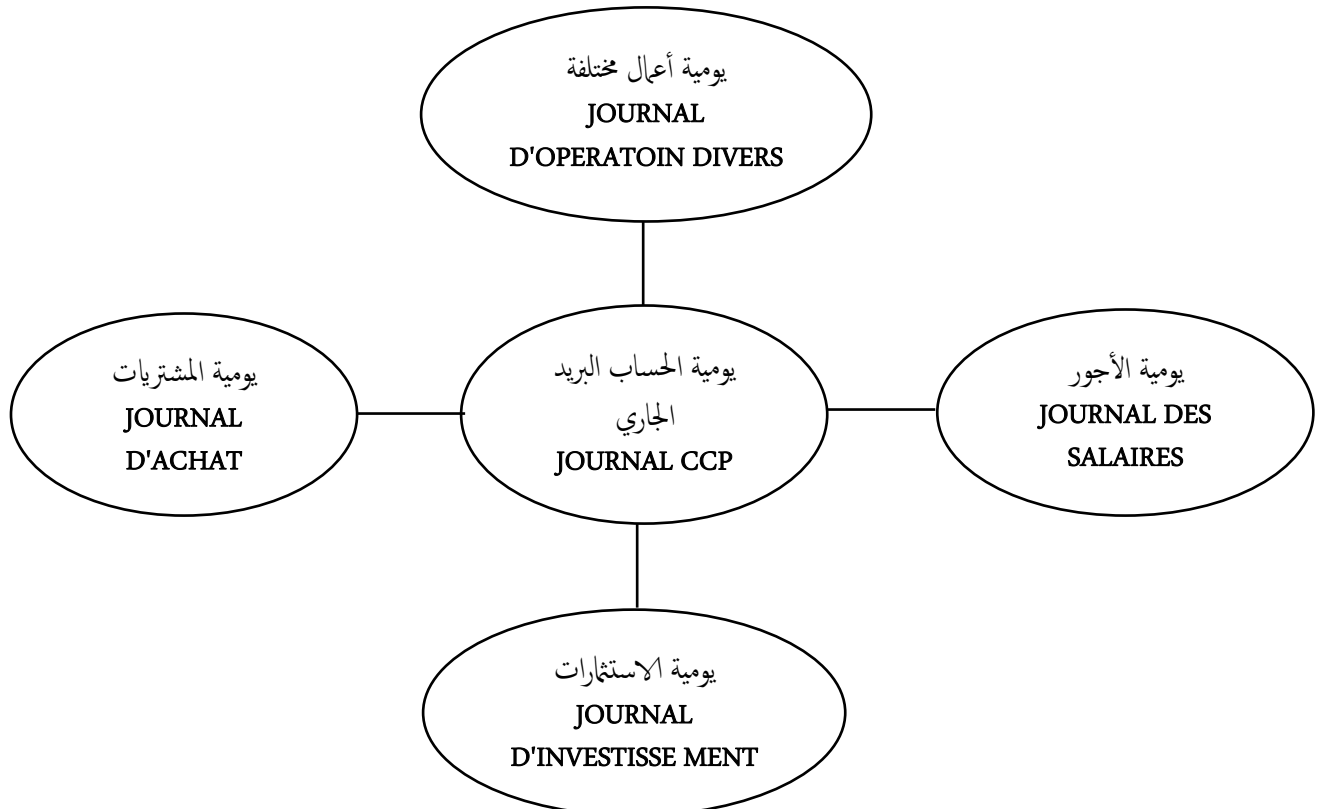 يومية أعمال مختلفة
JOURNAL
D'OPERATOIN DIVERS
يومية المشتريات
JOURNAL
D'ACHAT
يومية الحساب البريد
الجاري
JOURNAL CCP
يومية الأجور
JOURNAL DES
SALAIRES
يومية الاستثمارات
JOURNAL
D'INVESTISSE MENT